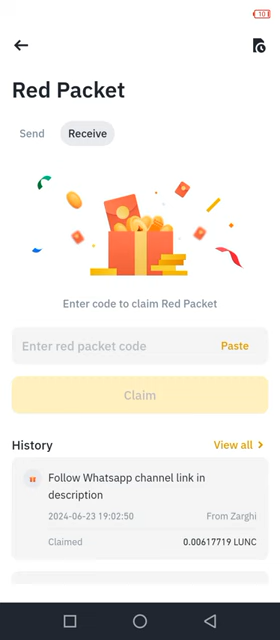 10
Red Packet
Send
Receive
Enter code to claim Red Packet
Enter red packet code
Paste
Claim
History
View all
Follow Whatsapp channel link in
description
2024-06-23 19:02:50
From Zarghi
Claimed
0.00617719 LUNC